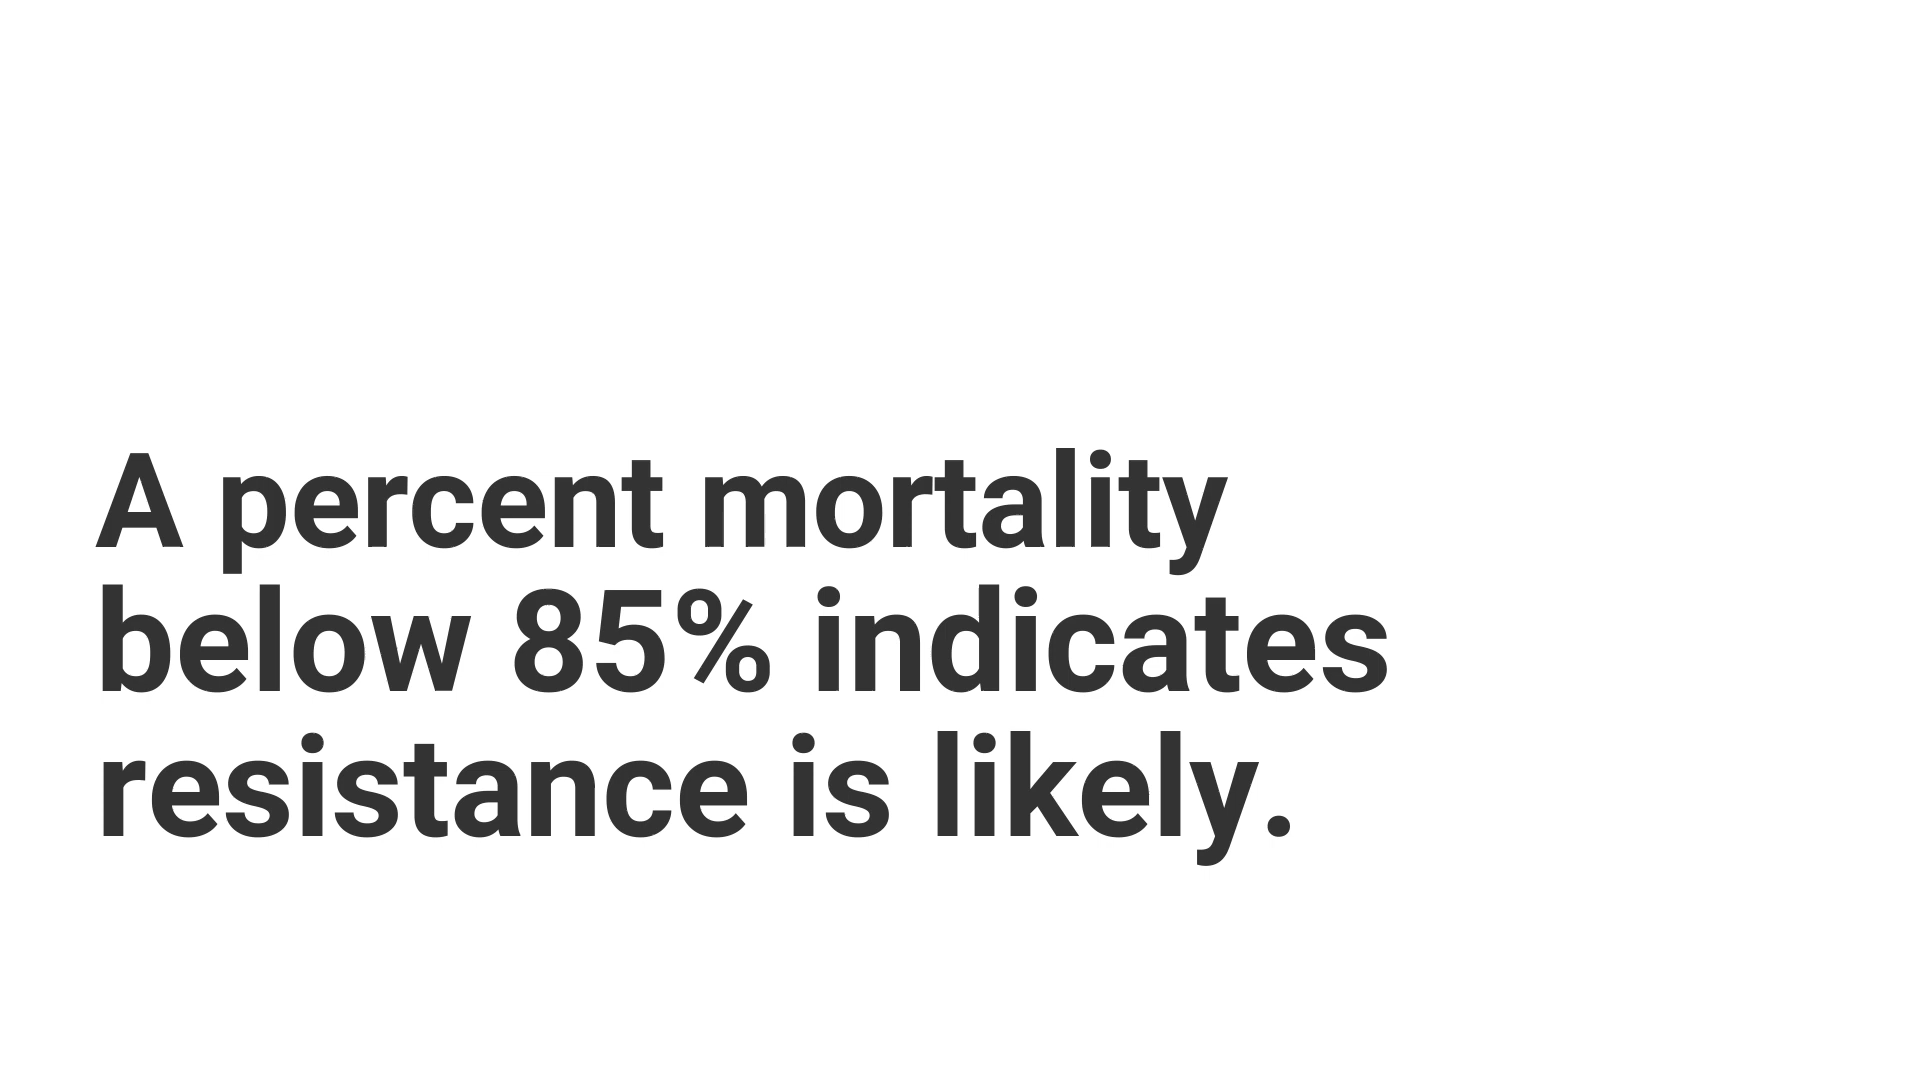 A percent mortality
below 85% indicates
resistance is likely.